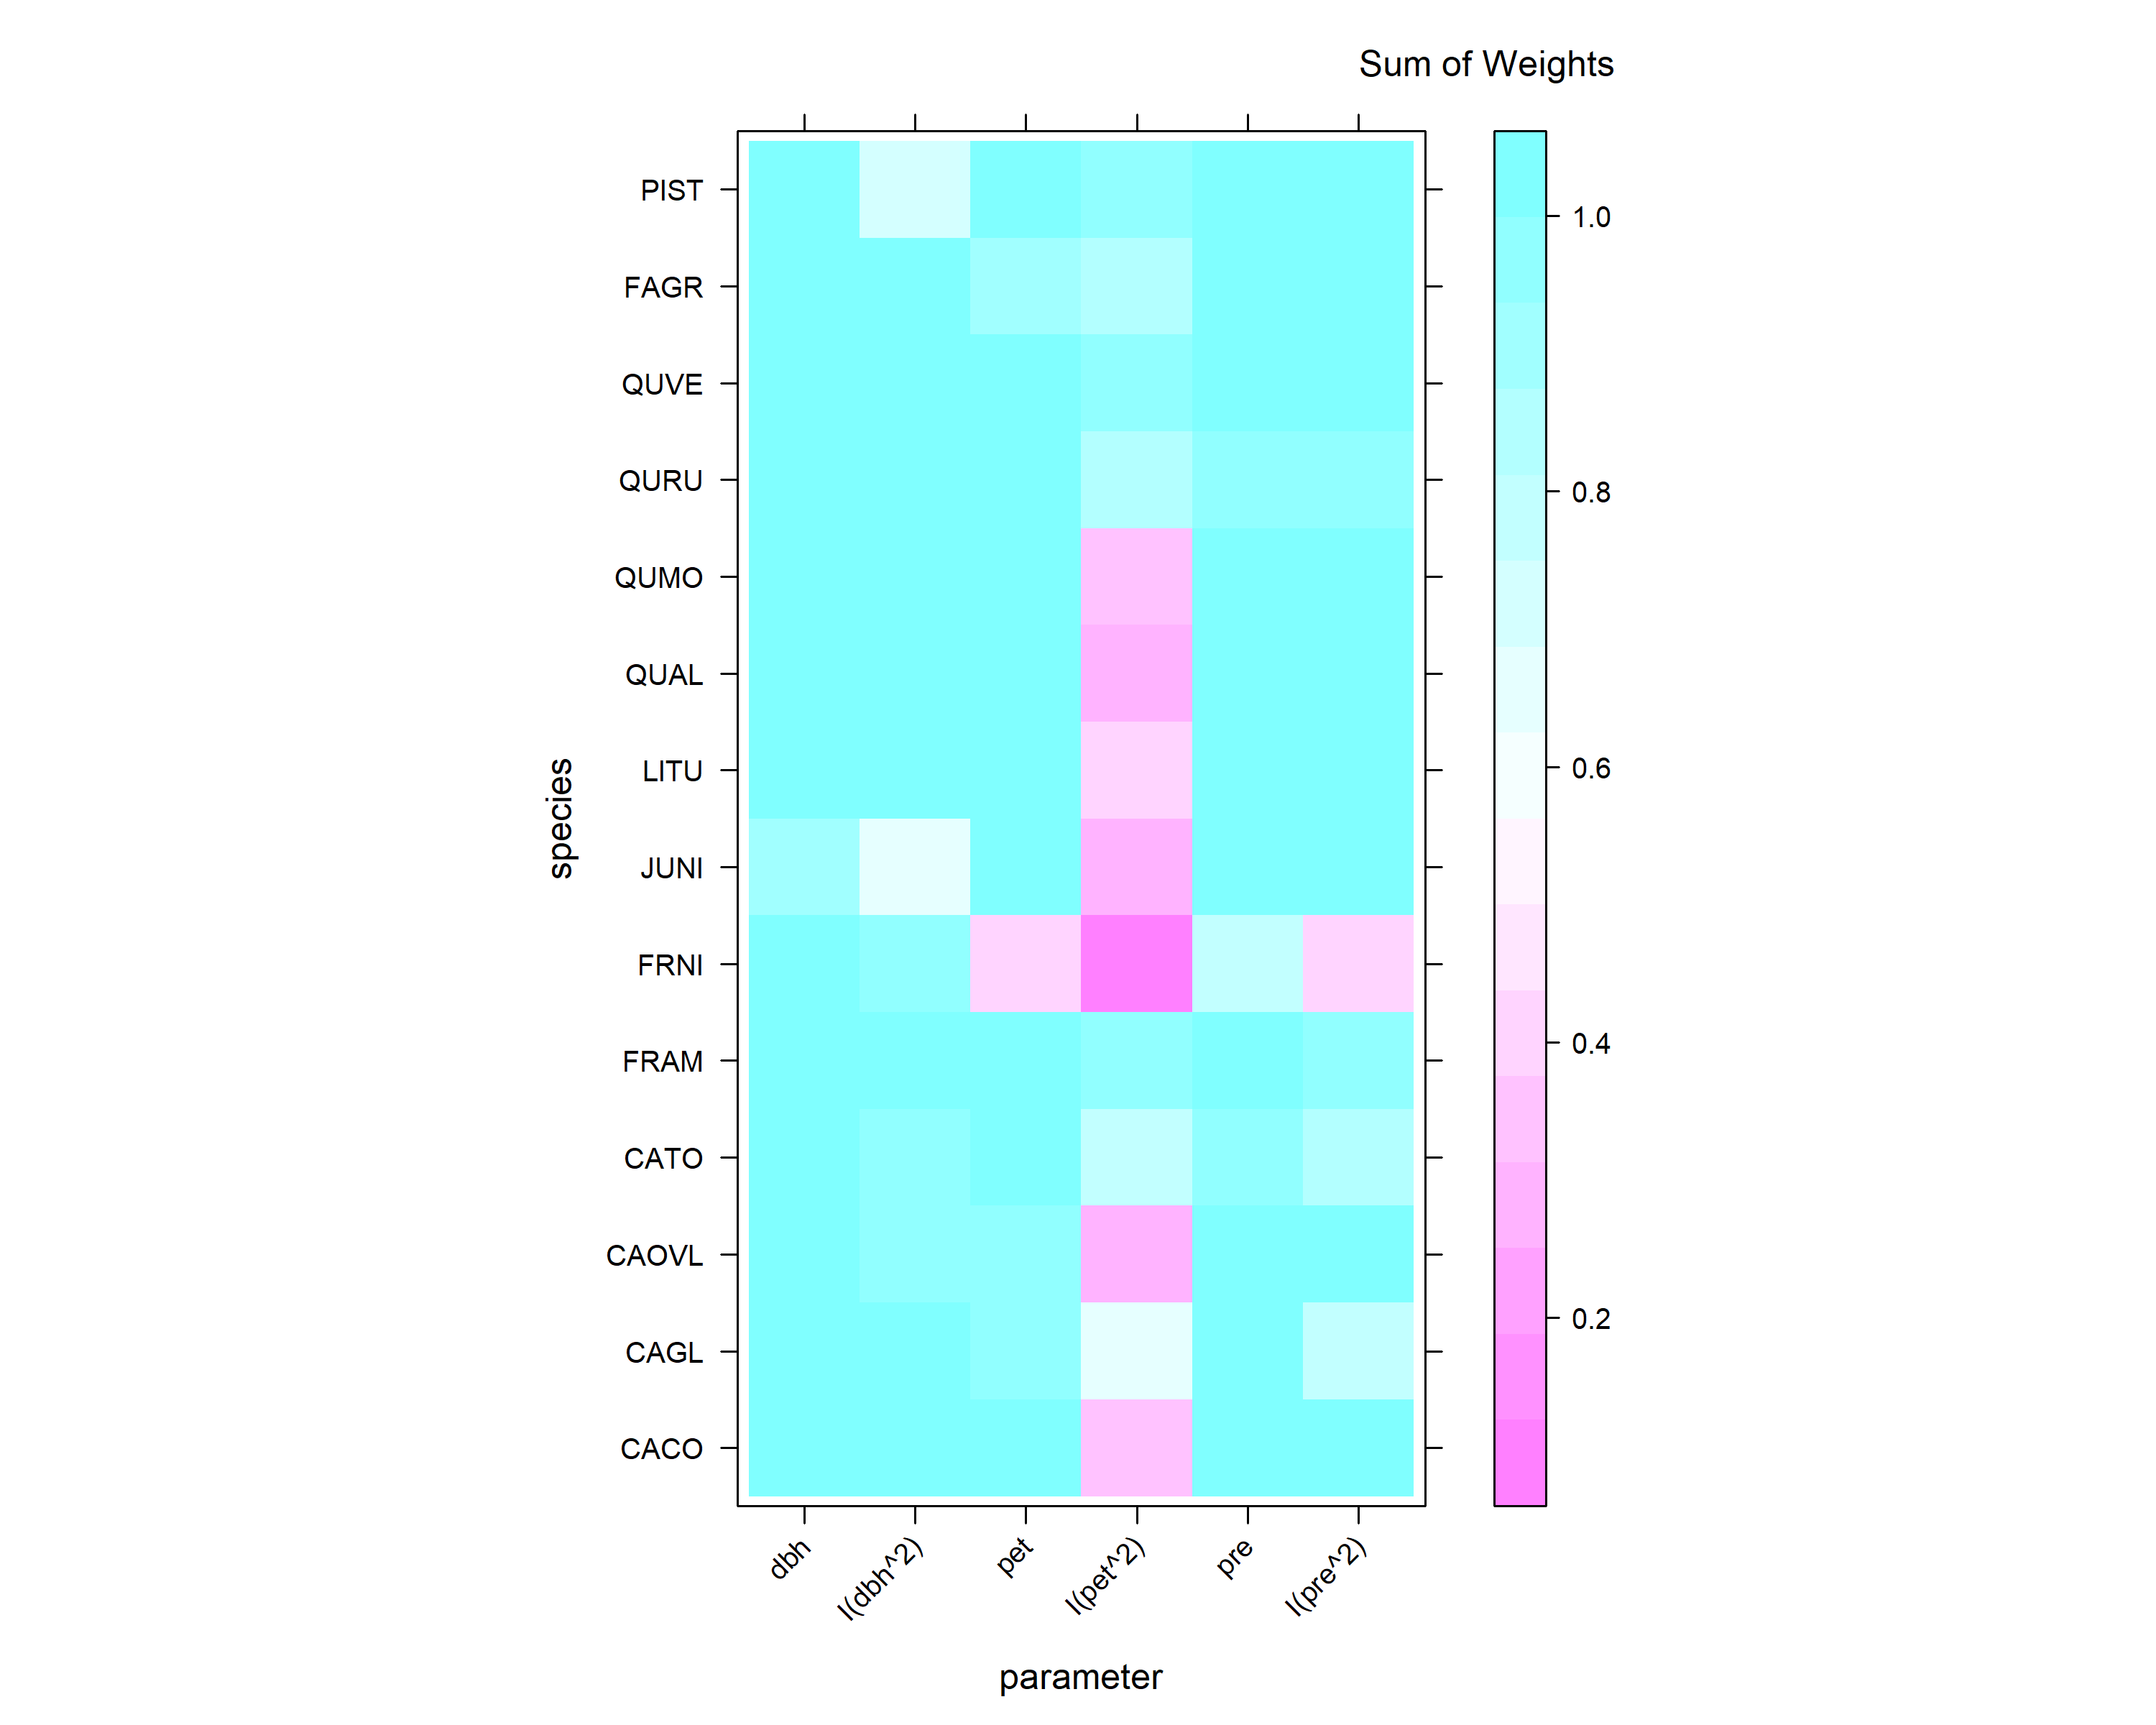 Sum of Weights
PIST
FAGR
QUVE
QURU
QUMO
QUAL
LITU
JUNI
FRNI
FRAM
CATO
CAOVL
CAGL
CACO
species
dbh
I(dbh^2)
pet
I(pet^2)
pre
I(pre^2)
parameter
1.0
0.8
0.6
0.4
0.2